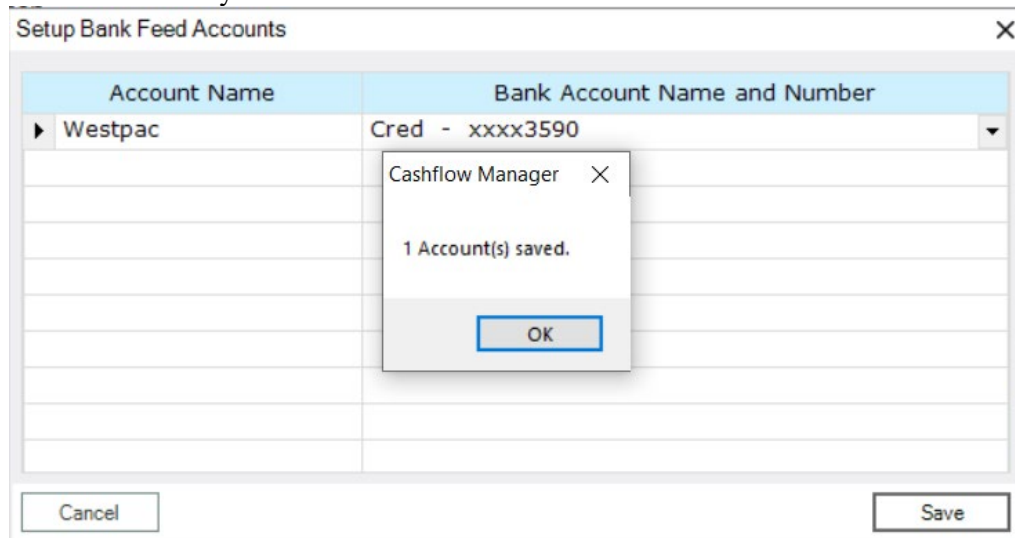 Setup Bank Feed Accounts
Account Name Bank Account Name and Number
Westpac Cred - xxxx3590
Cashflow Manager
1 Account(s) saved.
OK
Cancel Save